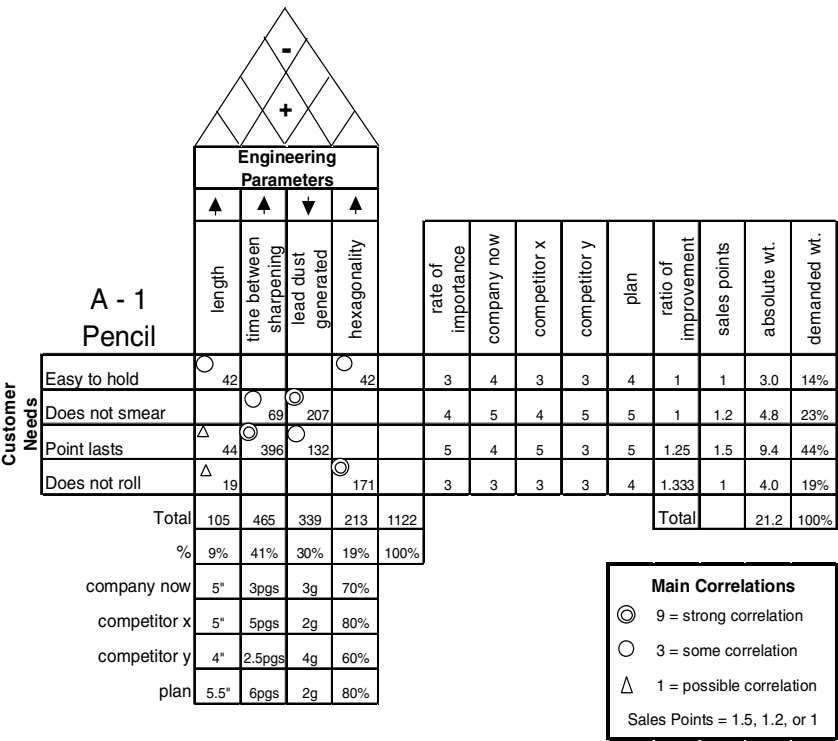 -
+
Engineering
Parameters
A - 1
Pencil
length
time between
sharpening
lead dust
generated
hexagonality
rate of
importance
company now
competitor x
competitor y
plan
ratio of
improvement
sales points
absolute wt.
demanded wt.
Customer
Needs
Easy to hold 42 42 3 4 3 3 4 1 1 3.0 14%
Does not smear 69 207 4 5 4 5 5 1 1.2 4.8 23%
Point lasts 44 396 132 5 4 5 3 5 1.25 1.5 9.4 44%
Does not roll 19 171 3 3 3 3 4 1.333 1 4.0 19%
Total 105 465 339 213 1122 Total 21.2 100%
% 9% 41% 30% 19% 100%
company now 5" 3pgs 3g 70%
competitor x 5" 5pgs 2g 80%
competitor y 4" 2.5pgs 4g 60%
plan 5.5" 6pgs 2g 80%
Main Correlations
9 = strong correlation
3 = some correlation
1 = possible correlation
Sales Points = 1.5, 1.2, or 1